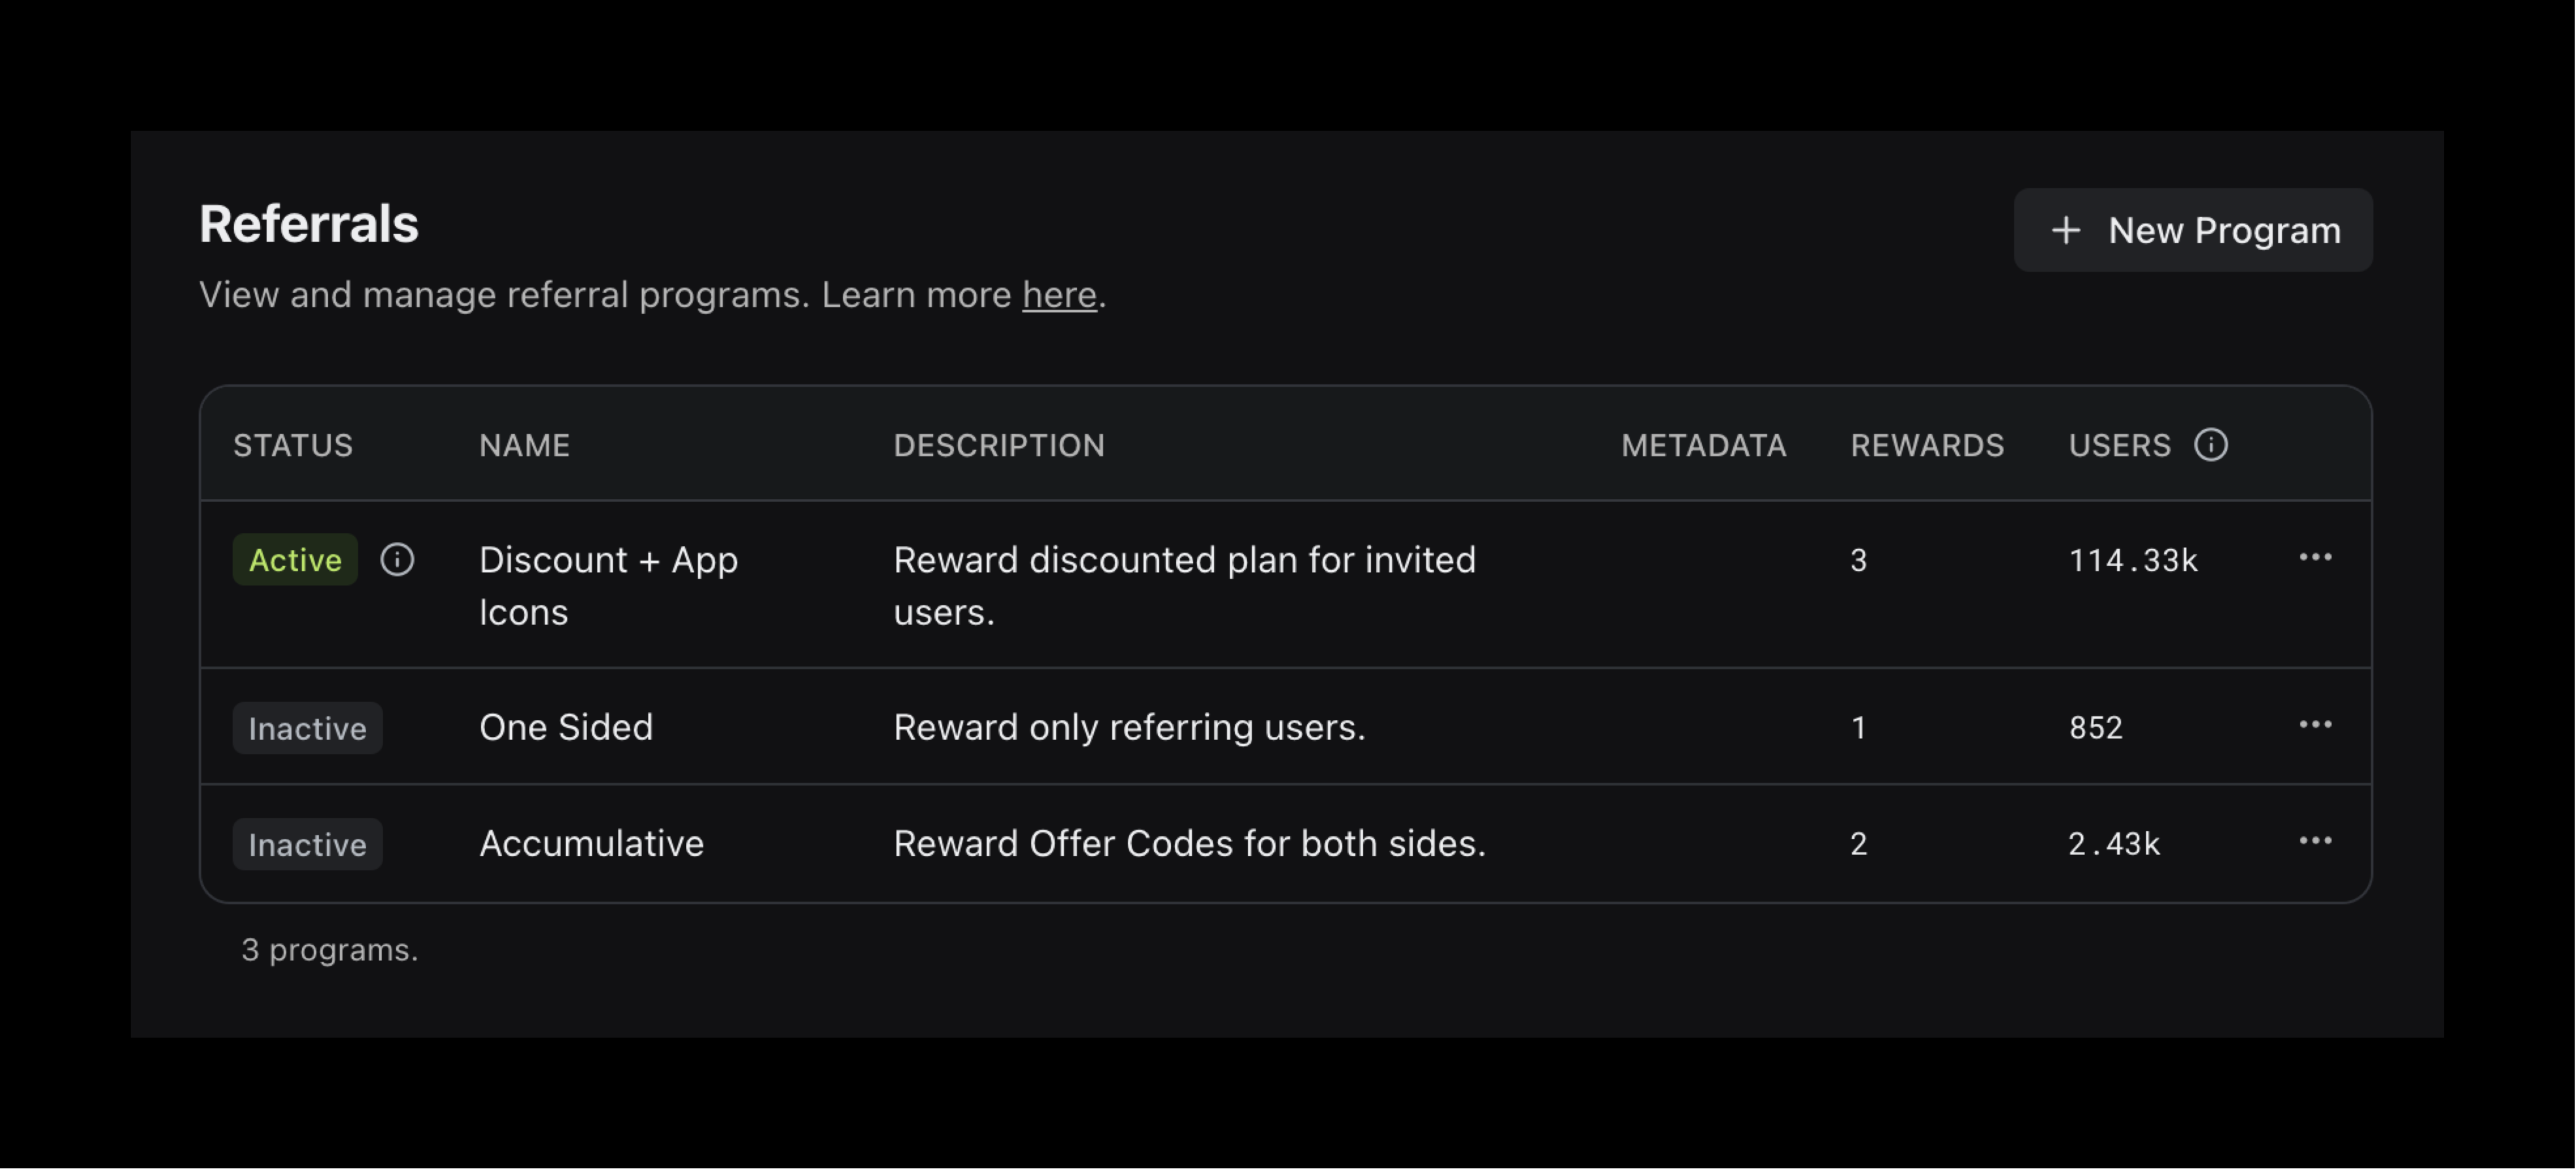 Referrals
+ New Program
View and manage referral programs. Learn more here.
STATUS NAME DESCRIPTION METADATA REWARDS USERS
Active Discount + App Reward discounted plan for invited 3 114.33k
Icons users.
Inactive One Sided Reward only referring users. 1 852
Inactive Accumulative Reward Offer Codes for both sides. 2 2.43k
3 programs.